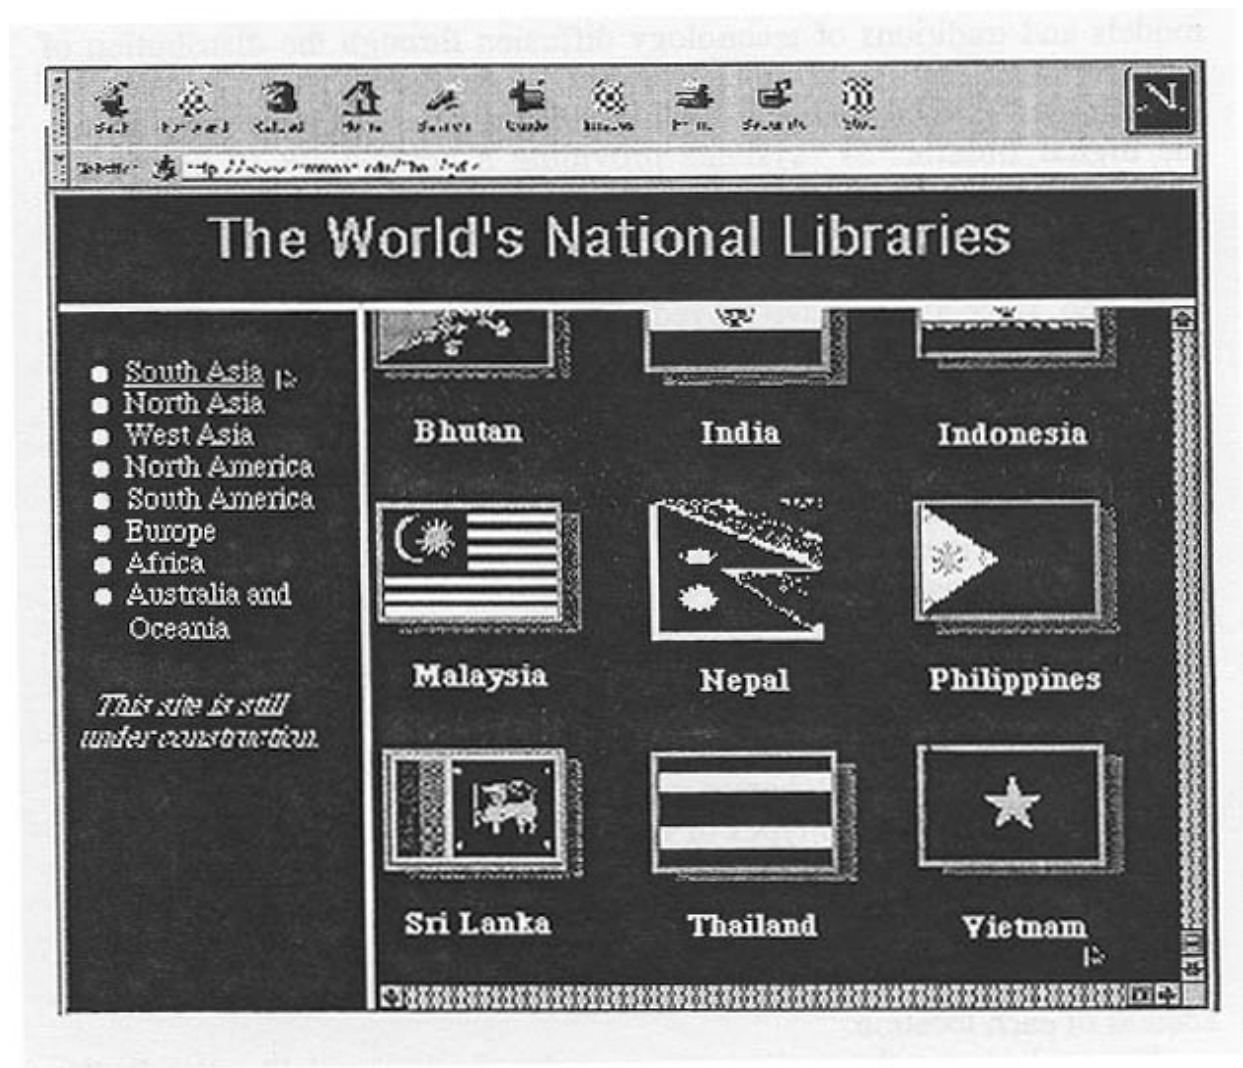 Guide
N
The World's National Libraries
South Asia
North Asia
West Asia
North America
South America
Europe
Africa
Australia and
Oceania
This site is still
under construction.
Bhutan India Indonesia
Malaysia Nepal Philippines
Sri Lanka Thailand Vietnam